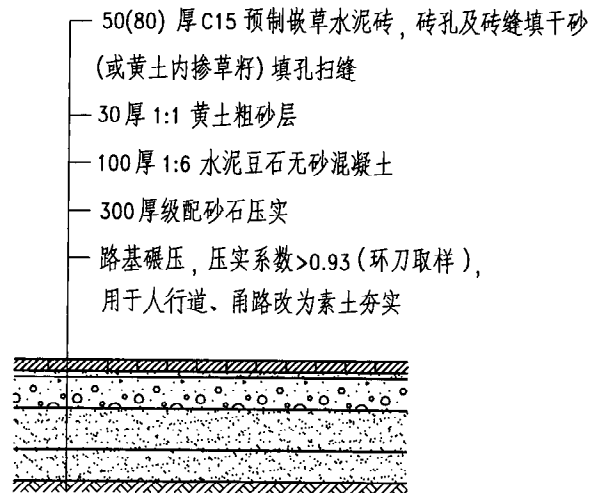 50(80) 厚C15 预制嵌草水泥砖，砖孔及砖缝填干砂
(或黄土内掺草籽) 填孔扫缝
30厚 1:1 黄土粗砂层
100厚 1:6 水泥豆石无砂混凝土
300厚级配砂石压实
路基碾压，压实系数>0.93 (环刀取样)，
用于人行道、甬路改为素土夯实